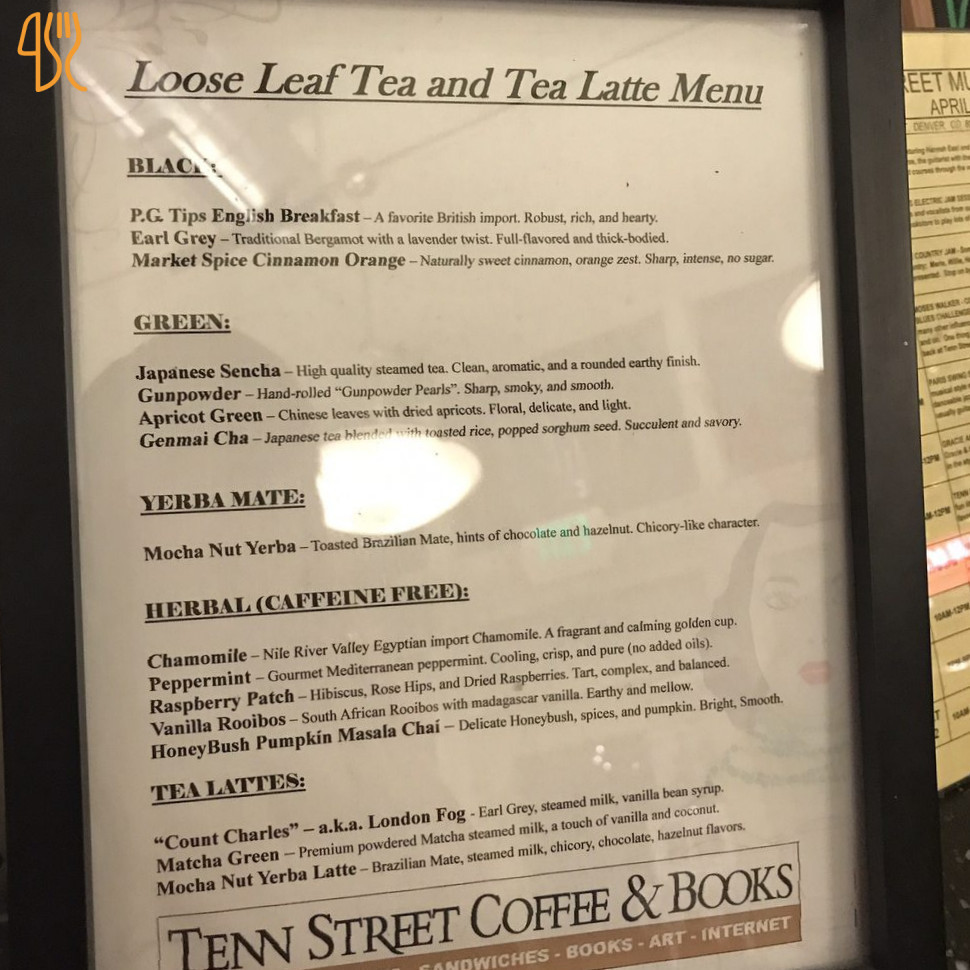 Loose Leaf Tea and Tea Latte Menu
BLACK:
P.G. Tips English Breakfast – A favorite British import. Robust, rich, and hearty.
Earl Grey – Traditional Bergamot with a lavender twist. Full-flavored and thick-bodied.
Market Spice Cinnamon Orange – Naturally sweet cinnamon, orange zest. Sharp, intense, no sugar.
GREEN:
Japanese Sencha – High quality steamed tea. Clean, aromatic, and a rounded earthy finish.
Gunpowder – Hand-rolled “Gunpowder Pearls”. Sharp, smoky, and smooth.
Apricot Green – Chinese leaves with dried apricots. Floral, delicate, and light.
Genmai Cha – Japanese tea blended with toasted rice, popped sorghum seed. Succulent and savory.
YERBA MATE:
Mocha Nut Yerba – Toasted Brazilian Mate, hints of chocolate and hazelnut. Chicory-like character.
HERBAL (CAFFEINE FREE):
Chamomile – Nile River Valley Egyptian import Chamomile. A fragrant and calming golden cup.
Peppermint – Gourmet Mediterranean peppermint. Cooling, crisp, and pure (no added oils).
Raspberry Patch – Hibiscus, Rose Hips, and Dried Raspberries. Tart, complex, and balanced.
Vanilla Rooibos – South African Rooibos with madagascar vanilla. Earthy and mellow.
HoneyBush Pumpkin Masala Chai – Delicate Honeybush, spices, and pumpkin. Bright, Smooth.
TEA LATTES:
“Count Charles” – a.k.a. London Fog - Earl Grey, steamed milk, vanilla bean syrup.
Matcha Green – Premium powdered Matcha steamed milk, a touch of vanilla and coconut.
Mocha Nut Yerba Latte – Brazilian Mate, steamed milk, chicory, chocolate, hazelnut flavors.
TENN STREET COFFEE & BOOKS
SANDWICHES - BOOKS - ART - INTERNET
REET MU
APRIL
DENVER, CO